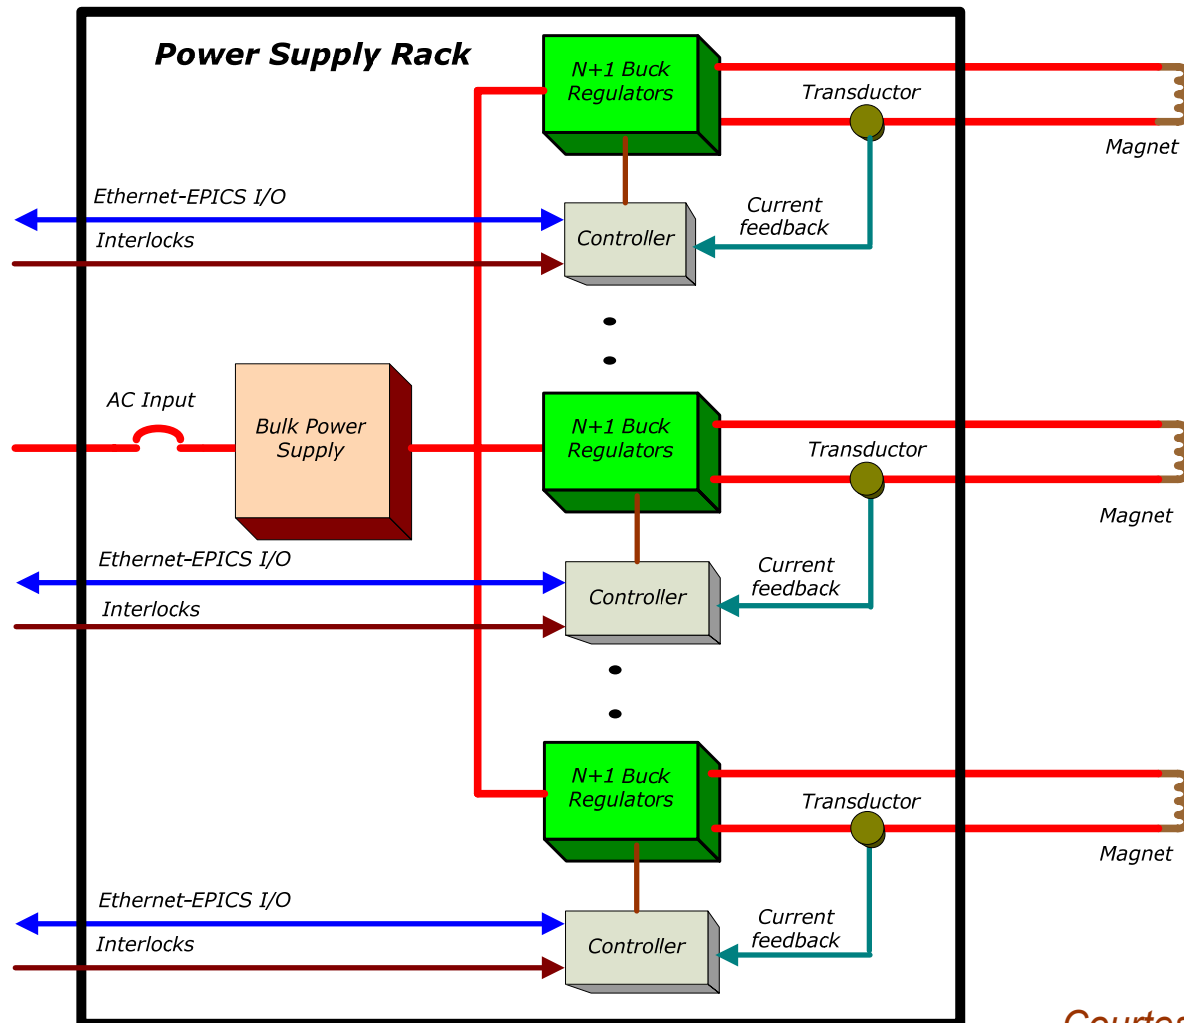 Power Supply Rack
N+1 Buck
Regulators
Transductor
Magnet
Ethernet-EPICS I/O
Interlocks
Controller
Current
feedback
AC Input
Bulk Power
Supply
N+1 Buck
Regulators
Transductor
Magnet
Ethernet-EPICS I/O
Interlocks
Controller
Current
feedback
N+1 Buck
Regulators
Transductor
Magnet
Ethernet-EPICS I/O
Interlocks
Controller
Current
feedback